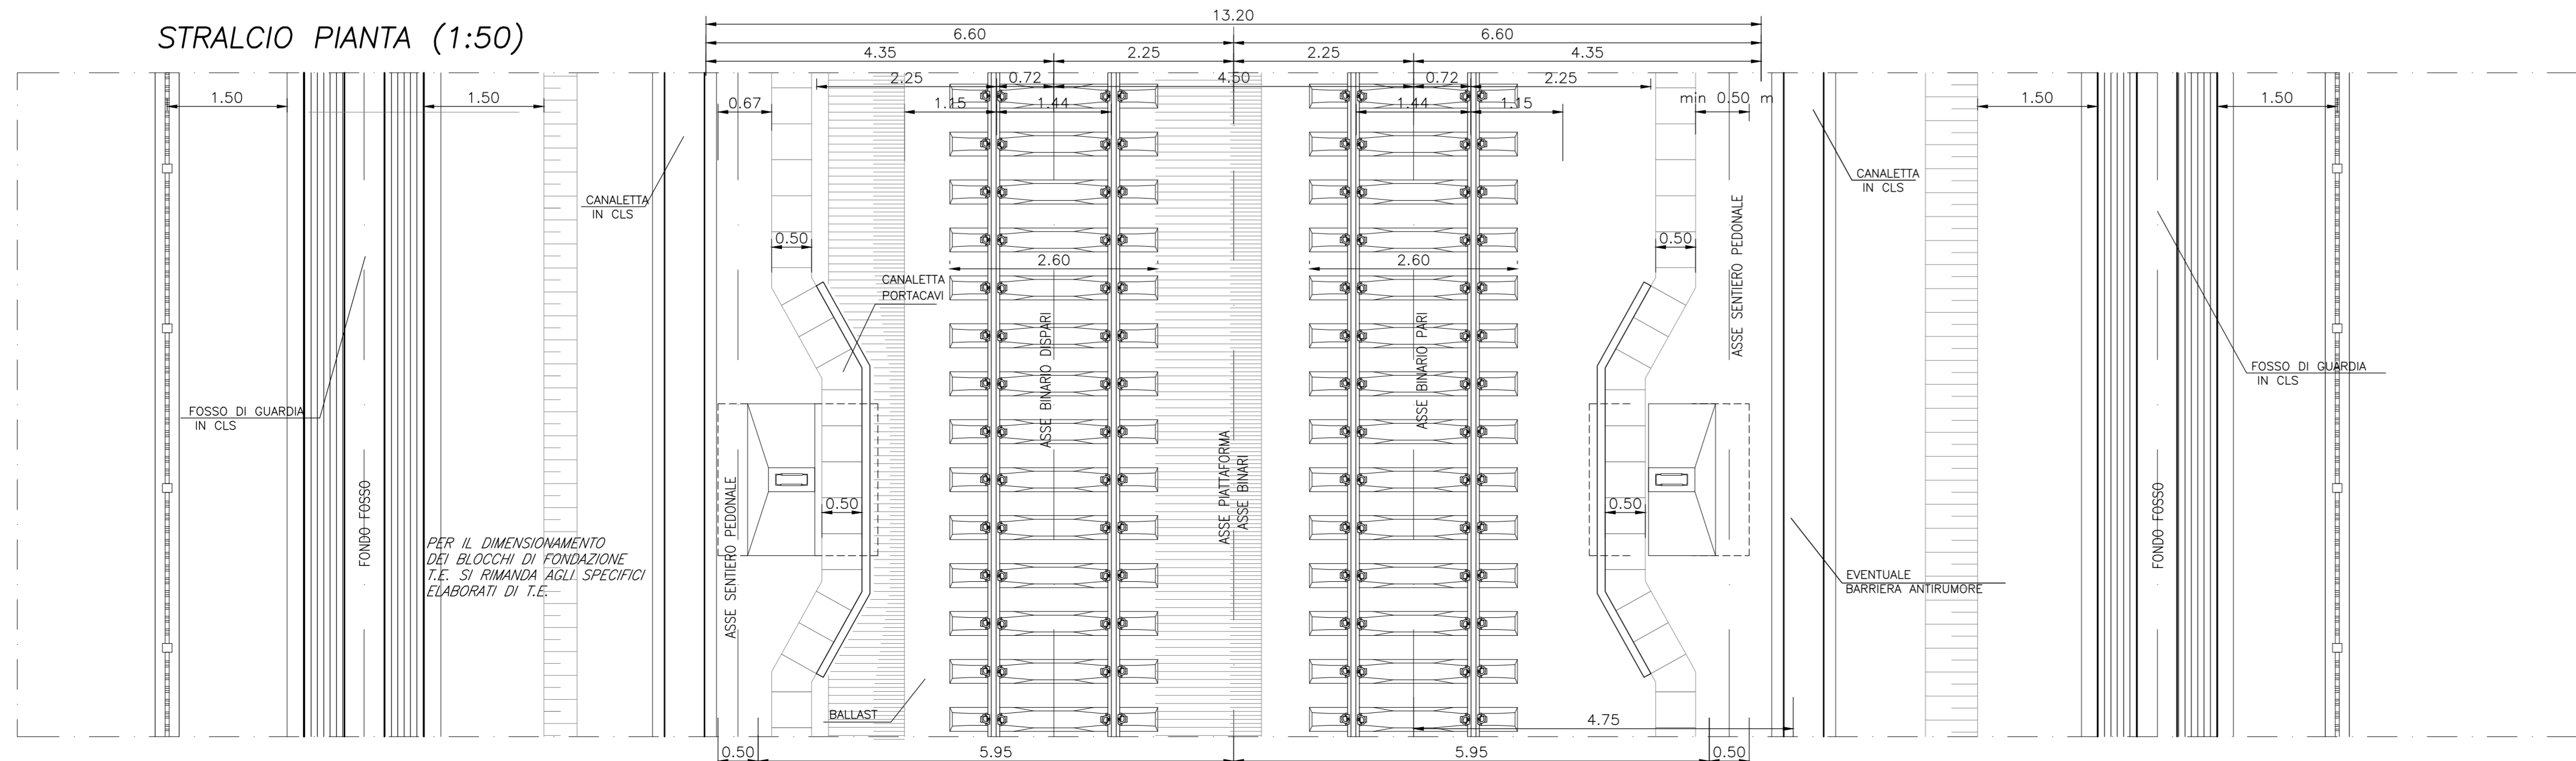 STRALCIO PIANTA (1:50)
13.20
6.60
6.60
4.35
2.25
2.25
4.35
2.25
0.72
4.50
0.72
2.25
1.50
1.50
0.67
1.15
1.44
1.44
1.15
min 0.50 m
1.50
1.50
CANALETTA
IN CLS
CANALETTA
IN CLS
0.50
0.50
2.60
2.60
CANALETTA
PORTACAVI
ASSE BINARIO DISPARI
ASSE BINARIO PARI
ASSE SENTIERO PEDONALE
FOSSO DI GUARDIA
IN CLS
FOSSO DI GUARDIA
IN CLS
ASSE PIATTAFORMA
ASSE BINARI
FONDO FOSSO
ASSE SENTIERO PEDONALE
0.50
0.50
FONDO FOSSO
PER IL DIMENSIONAMENTO
DEI BLOCCHI DI FONDAZIONE
T.E. SI RIMANDA AGLI SPECIFICI
ELABORATI DI T.E.
EVENTUALE
BARRIERA ANTIRUMORE
BALLAST
4.75
0.50
5.95
5.95
0.50